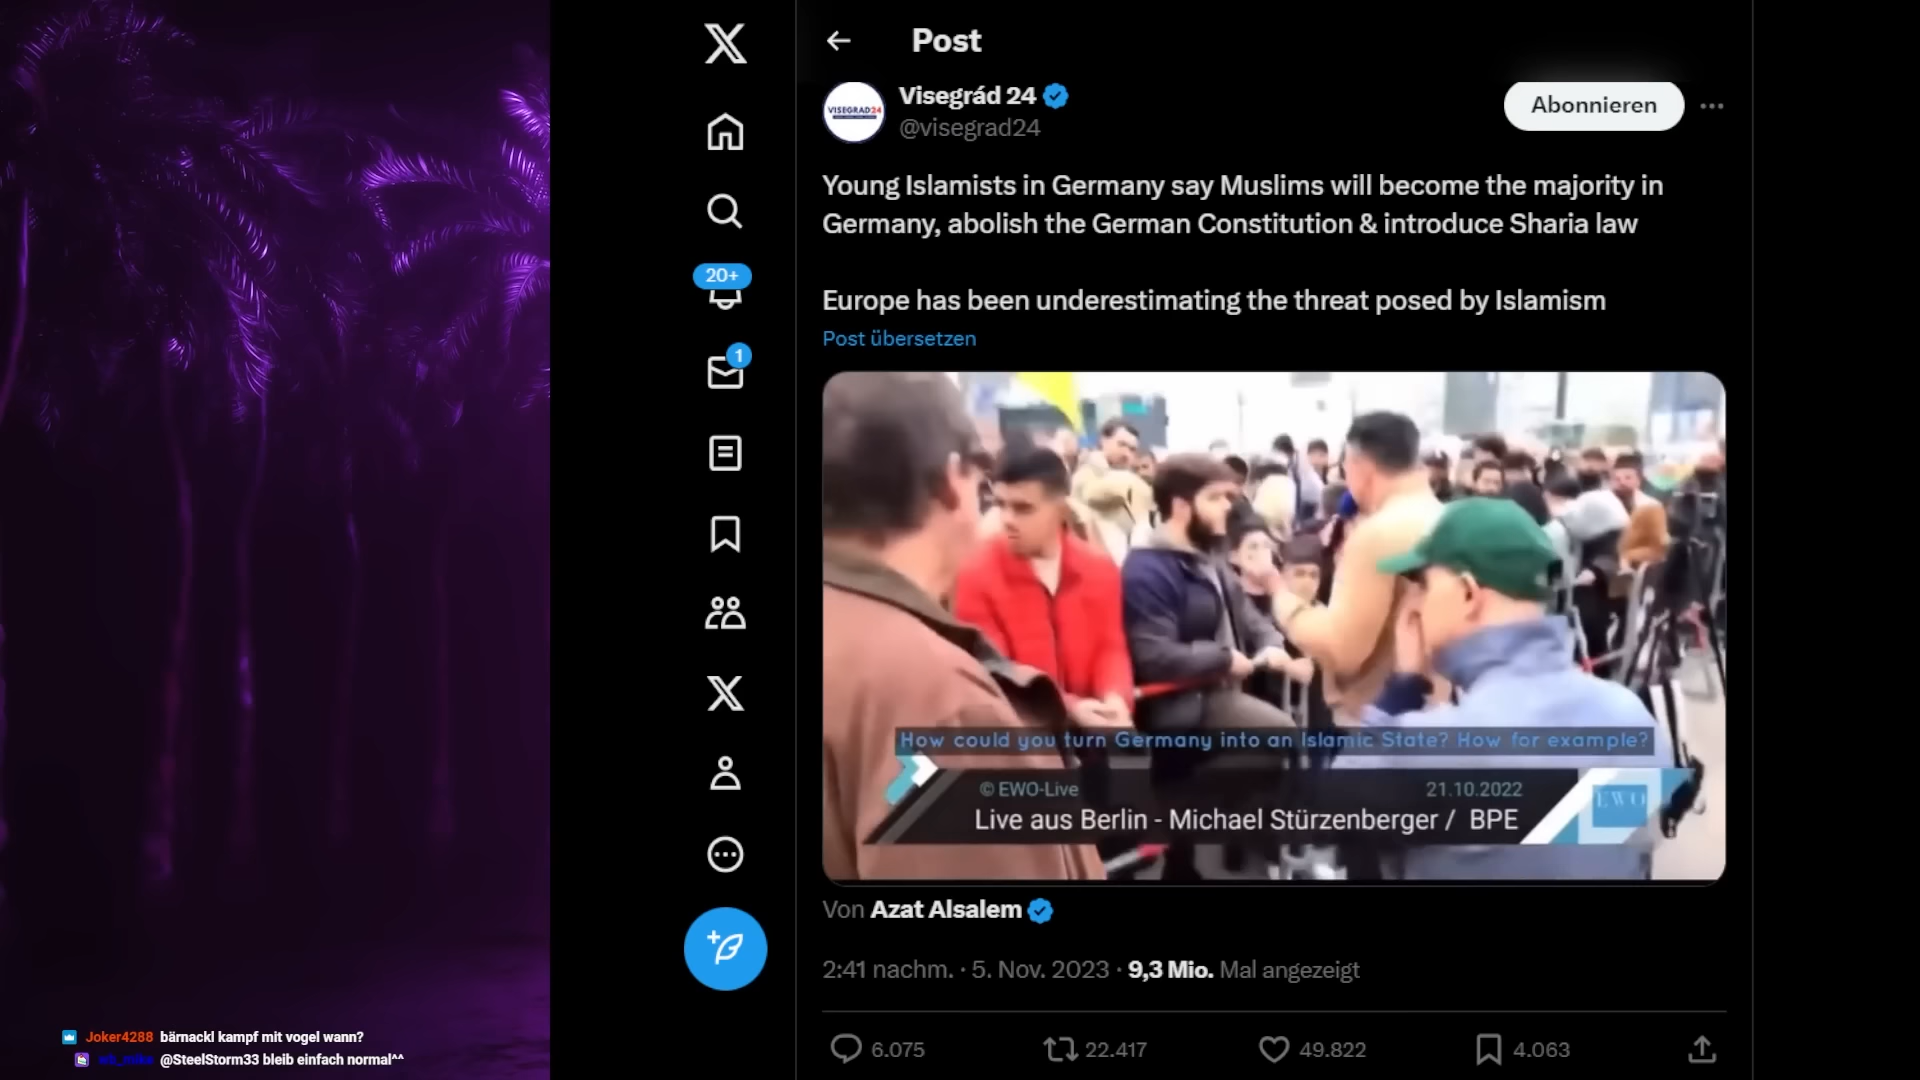 Post
VISEGRAD24
Visegrád 24
@visegrad24
Abonnieren
Young Islamists in Germany say Muslims will become the majority in
Germany, abolish the German Constitution & introduce Sharia law
Europe has been underestimating the threat posed by Islamism
Post übersetzen
20+
1
How could you turn Germany into an Islamic State? How for example?
© EWO-Live
21.10.2022
EWO
Live aus Berlin - Michael Stürzenberger / BPE
Von Azat Alsalem
2:41 nachm. · 5. Nov. 2023 · 9,3 Mio. Mal angezeigt
6.075
22.417
49.822
4.063
Joker4288 bärnackl kampf mit vogel wann?
@SteelStorm33 bleib einfach normal^^